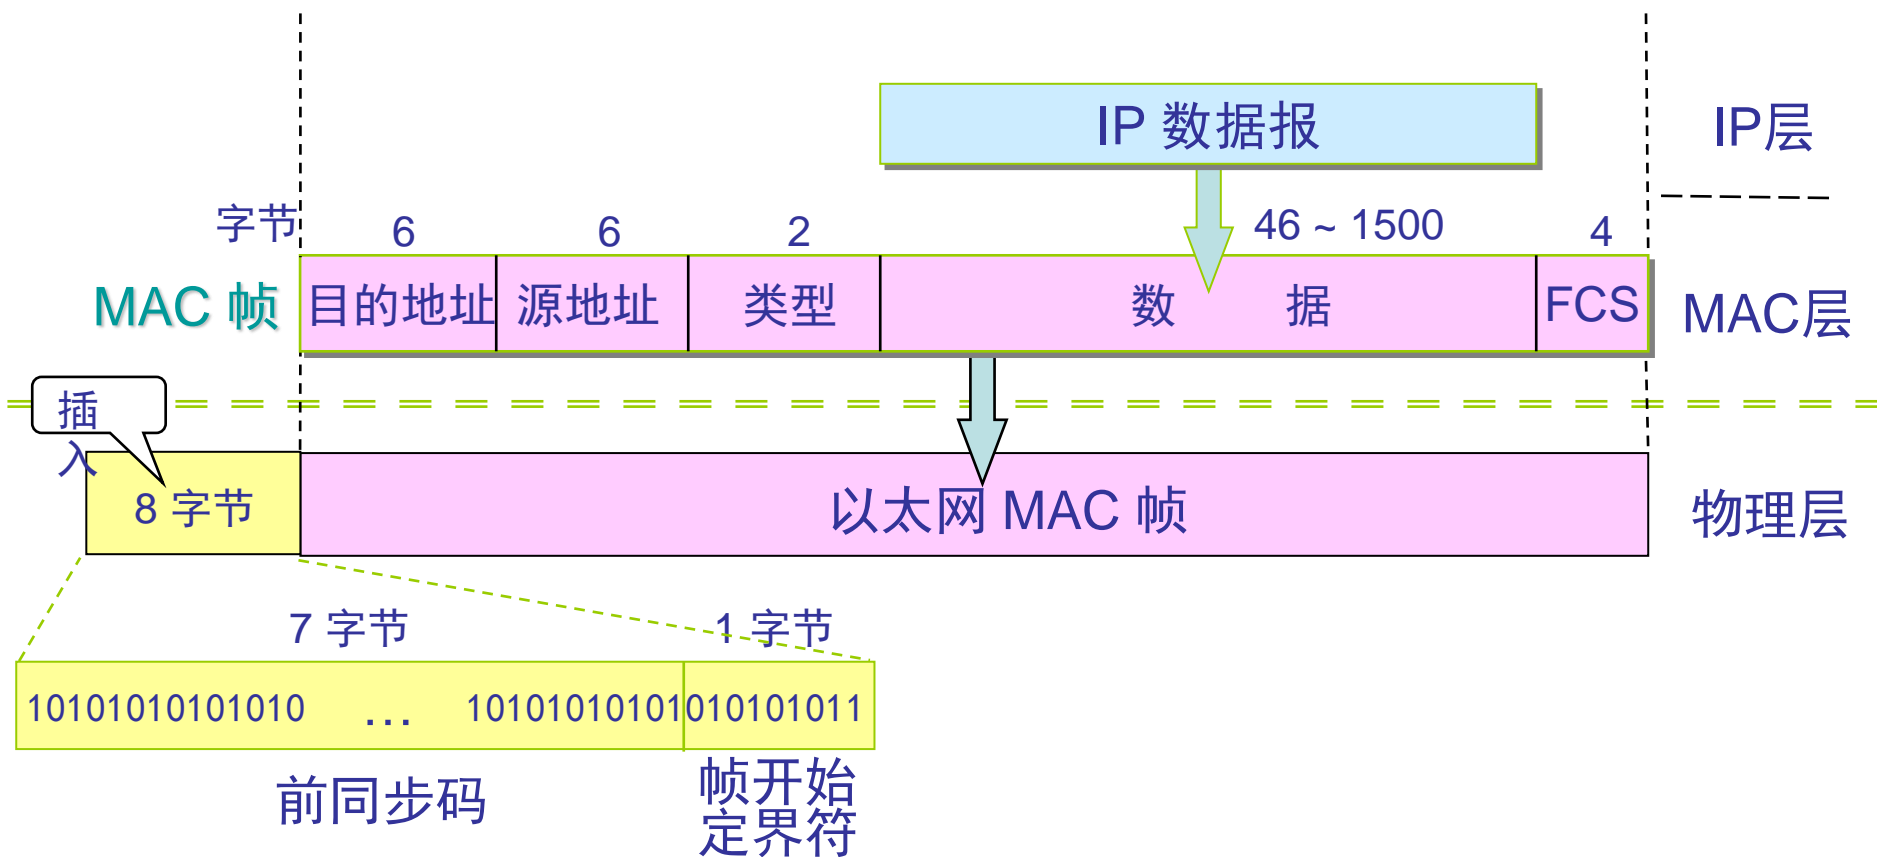 IP 数据报
IP层
字节 6 6 2 46 ~ 1500 4
MAC 帧 目的地址 源地址 类型 数 据 FCS MAC层
插
入
8 字节 以太网 MAC 帧 物理层
7 字节 1 字节
10101010101010 … 10101010101010101011
前同步码
帧开始
定界符